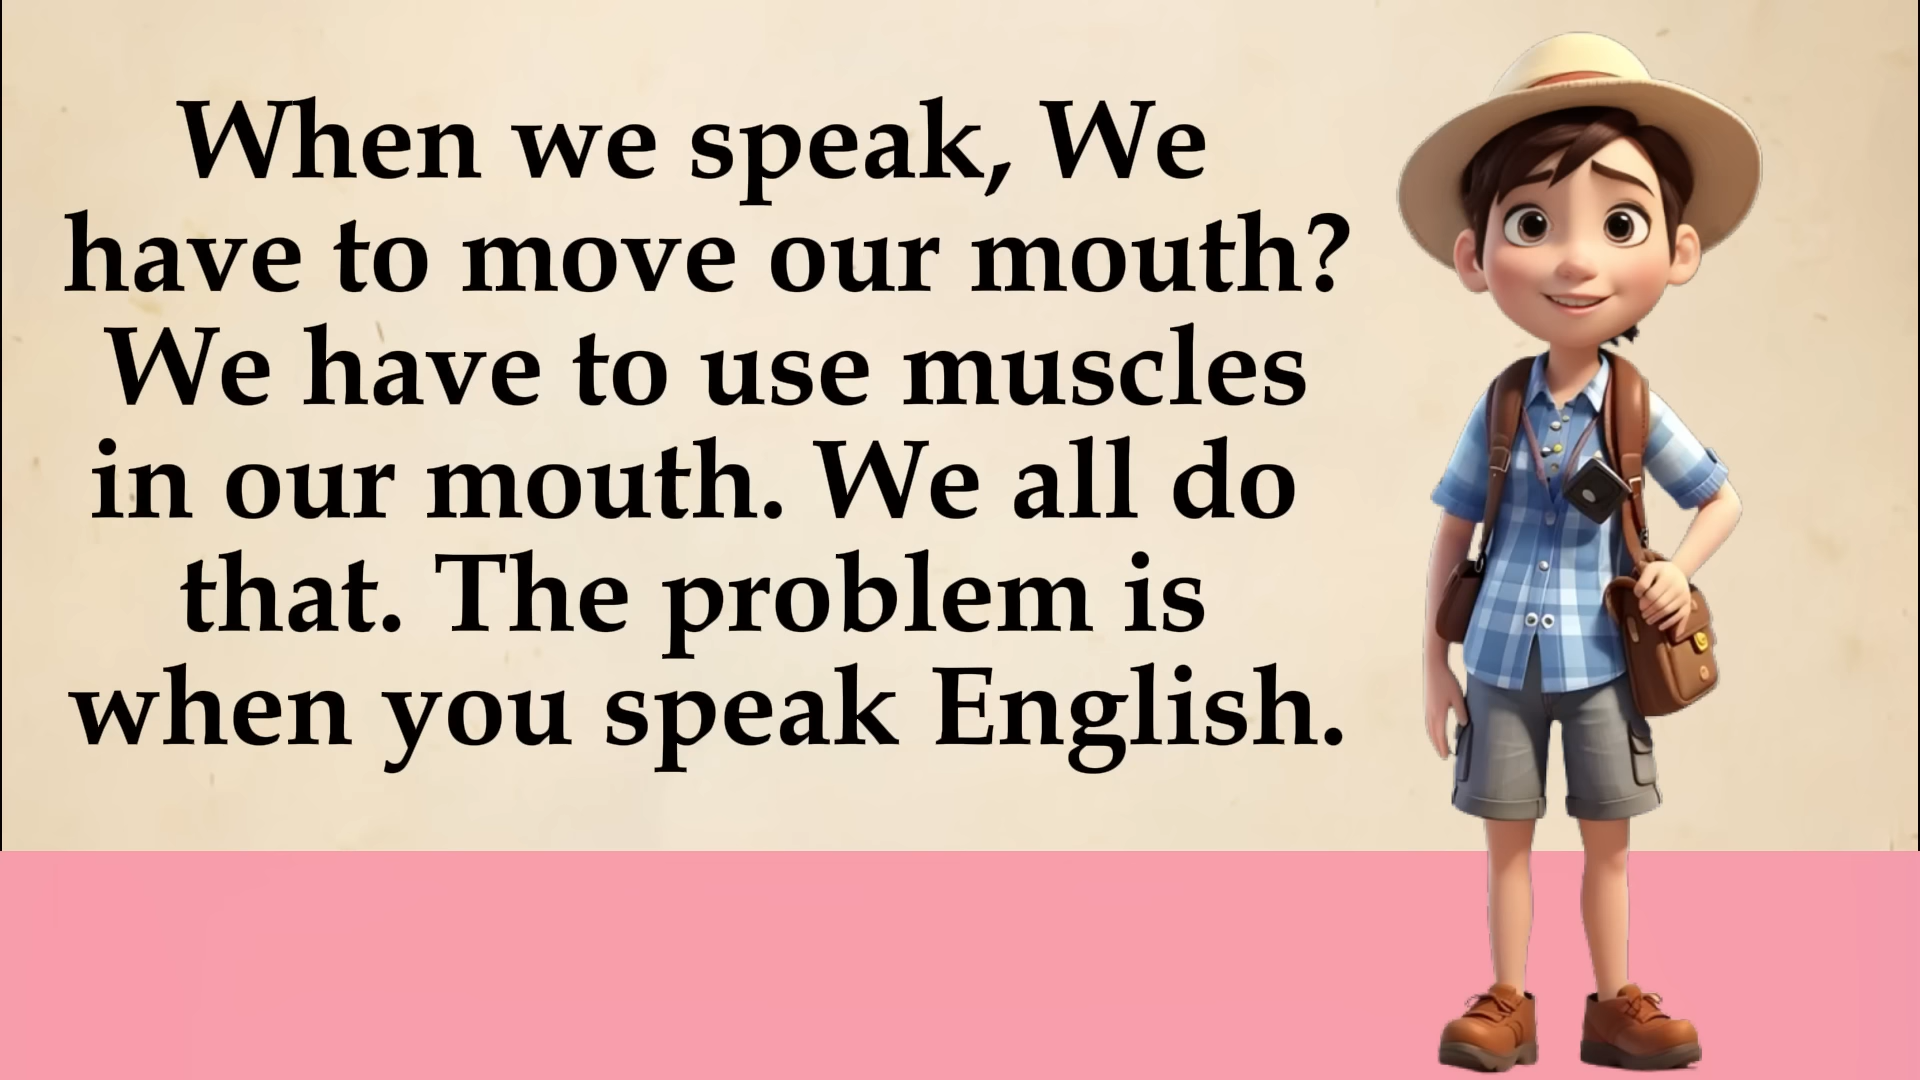 When we speak, We
have to move our mouth?
We have to use muscles
in our mouth. We all do
that. The problem is
when you speak English.